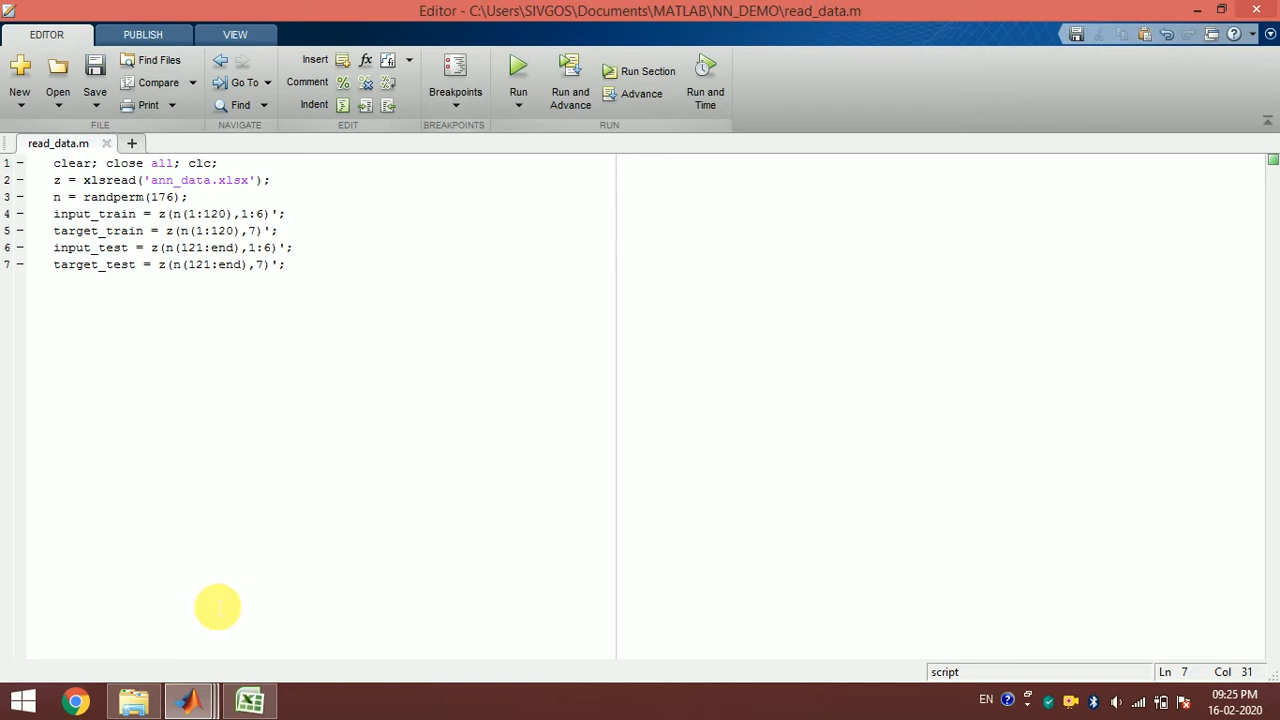 Editor - C:\Users\SIVGOS\Documents\MATLAB\NN_DEMO\read_data.m
EDITOR PUBLISH VIEW
New Open Save Find Files Compare Print
FILE
Go To Find
NAVIGATE
Insert fx
Comment
Indent
EDIT
Breakpoints
BREAKPOINTS
Run Run and Advance Run Section Advance Run and Time
RUN
read_data.m
1 clear; close all; clc;
2 z = xlsread('ann_data.xlsx');
3 n = randperm(176);
4 input_train = z(n(1:120),1:6)';
5 target_train = z(n(1:120),7)';
6 input_test = z(n(121:end),1:6)';
7 target_test = z(n(121:end),7)';
script Ln 7 Col 31
EN 09:25 PM
16-02-2020